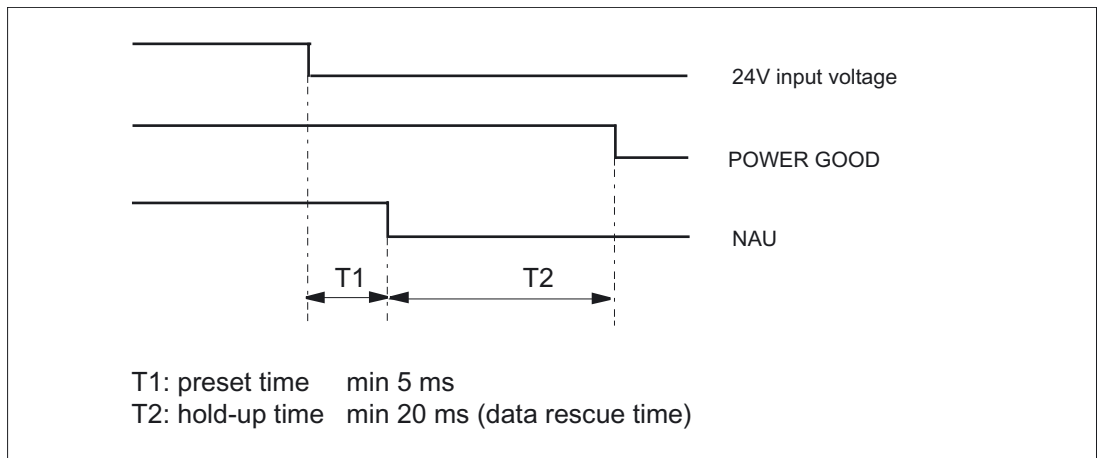 24V input voltage
POWER GOOD
NAU
T1
T2
T1: preset time min 5 ms
T2: hold-up time min 20 ms (data rescue time)